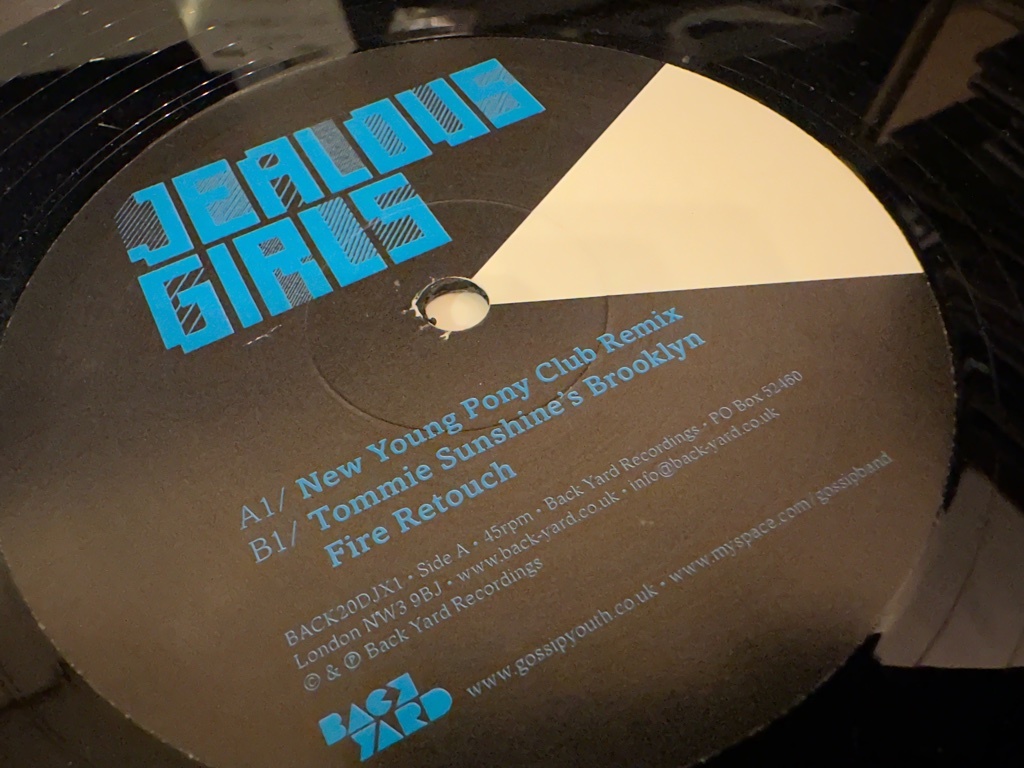 JEALOUS
GIRLS
A1/ New Young Pony Club Remix
B1/ Tommie Sunshine's Brooklyn
Fire Retouch
BACK20DJX1 • Side A • 45rpm • Back Yard Recordings • PO Box 52460
London NW3 9BJ • www.back-yard.co.uk • info@back-yard.co.uk
© & ℗ Back Yard Recordings
BACK
YARD
www.gossipyouth.co.uk • www.myspace.com/gossipband